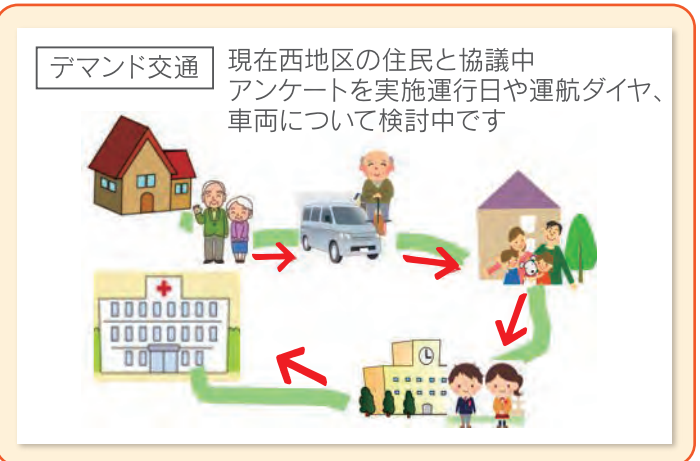 デマンド交通
現在西地区の住民と協議中
アンケートを実施運行日や運航ダイヤ、
車両について検討中です